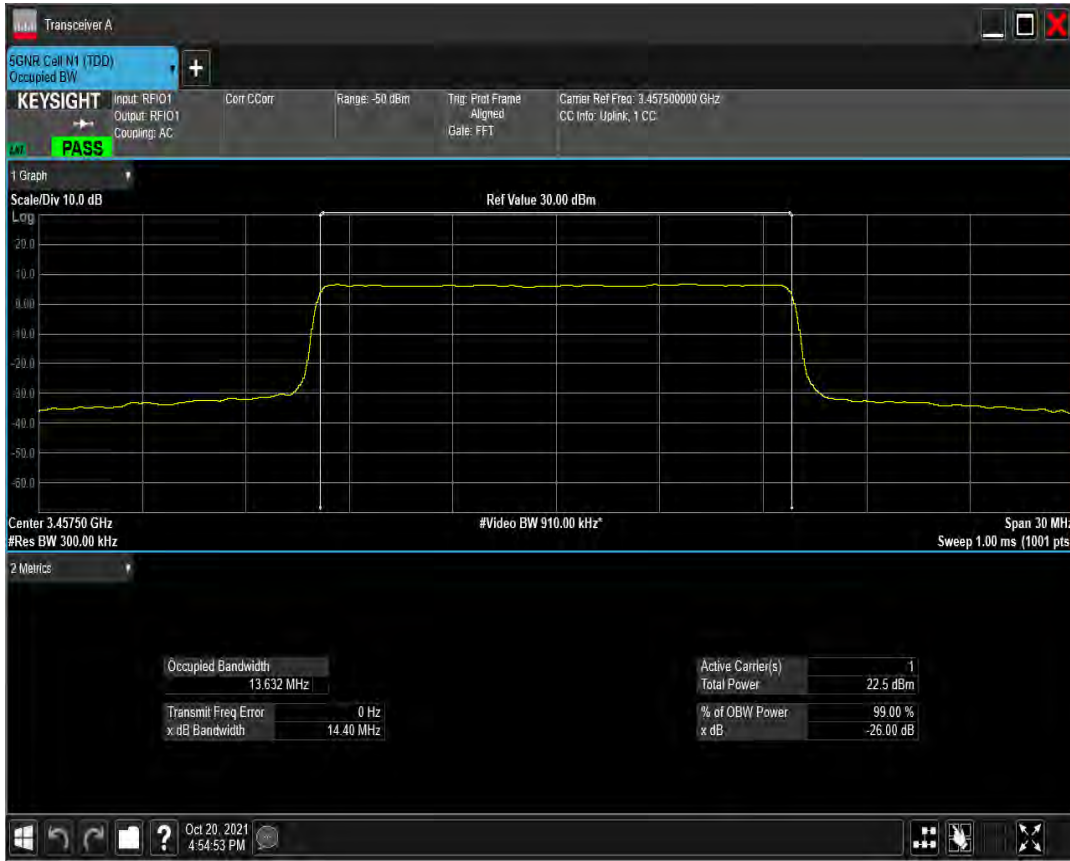 Transceiver A
5GNR Cell N1 (TDD)
Occupied BW
+
KEYSIGHT
Input: RFIO1
Output: RFIO1
Coupling: AC
Corr CCorr
Range: -50 dBm
Trig: Prot Frame
Aligned
Gate: FFT
Carrier Ref Freq: 3.457500000 GHz
CC Info: Uplink, 1 CC
PASS
1 Graph
Scale/Div 10.0 dB
Ref Value 30.00 dBm
Log
20.0
10.0
0.00
-10.0
-20.0
-30.0
-40.0
-50.0
-60.0
Center 3.45750 GHz
#Video BW 910.00 kHz*
Span 30 MHz
#Res BW 300.00 kHz
Sweep 1.00 ms (1001 pts
2 Metrics
Occupied Bandwidth
13.632 MHz
Transmit Freq Error 0 Hz
x dB Bandwidth 14.40 MHz
Active Carrier(s) 1
Total Power 22.5 dBm
% of OBW Power 99.00 %
x dB -26.00 dB
?
Oct 20, 2021
4:54:53 PM